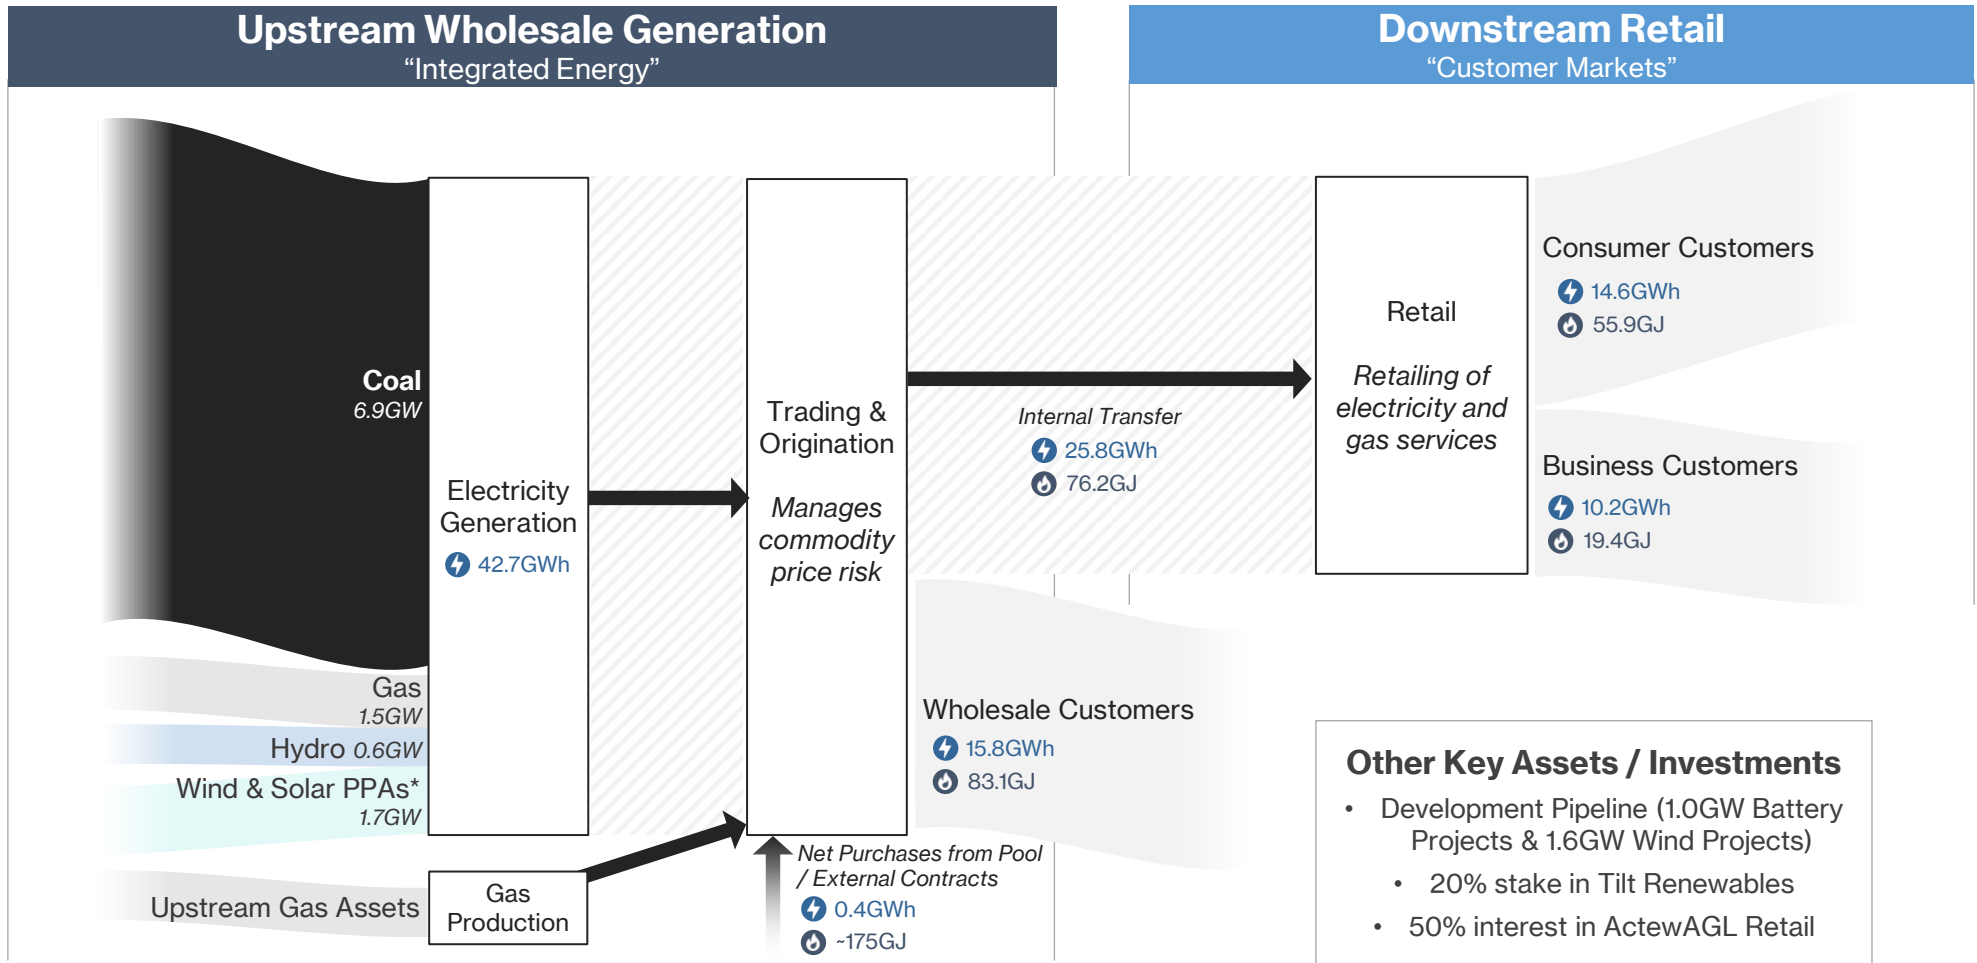 Upstream Wholesale Generation
“Integrated Energy”
Downstream Retail
“Customer Markets”
Coal
6.9GW
Gas
1.5GW
Hydro 0.6GW
Wind & Solar PPAs*
1.7GW
Upstream Gas Assets
Electricity
Generation
42.7GWh
Gas
Production
Trading &
Origination
Manages
commodity
price risk
Net Purchases from Pool
/ External Contracts
0.4GWh
~175GJ
Internal Transfer
25.8GWh
76.2GJ
Wholesale Customers
15.8GWh
83.1GJ
Retail
Retailing of
electricity and
gas services
Consumer Customers
14.6GWh
55.9GJ
Business Customers
10.2GWh
19.4GJ
Other Key Assets / Investments
• Development Pipeline (1.0GW Battery
Projects & 1.6GW Wind Projects)
• 20% stake in Tilt Renewables
• 50% interest in ActewAGL Retail